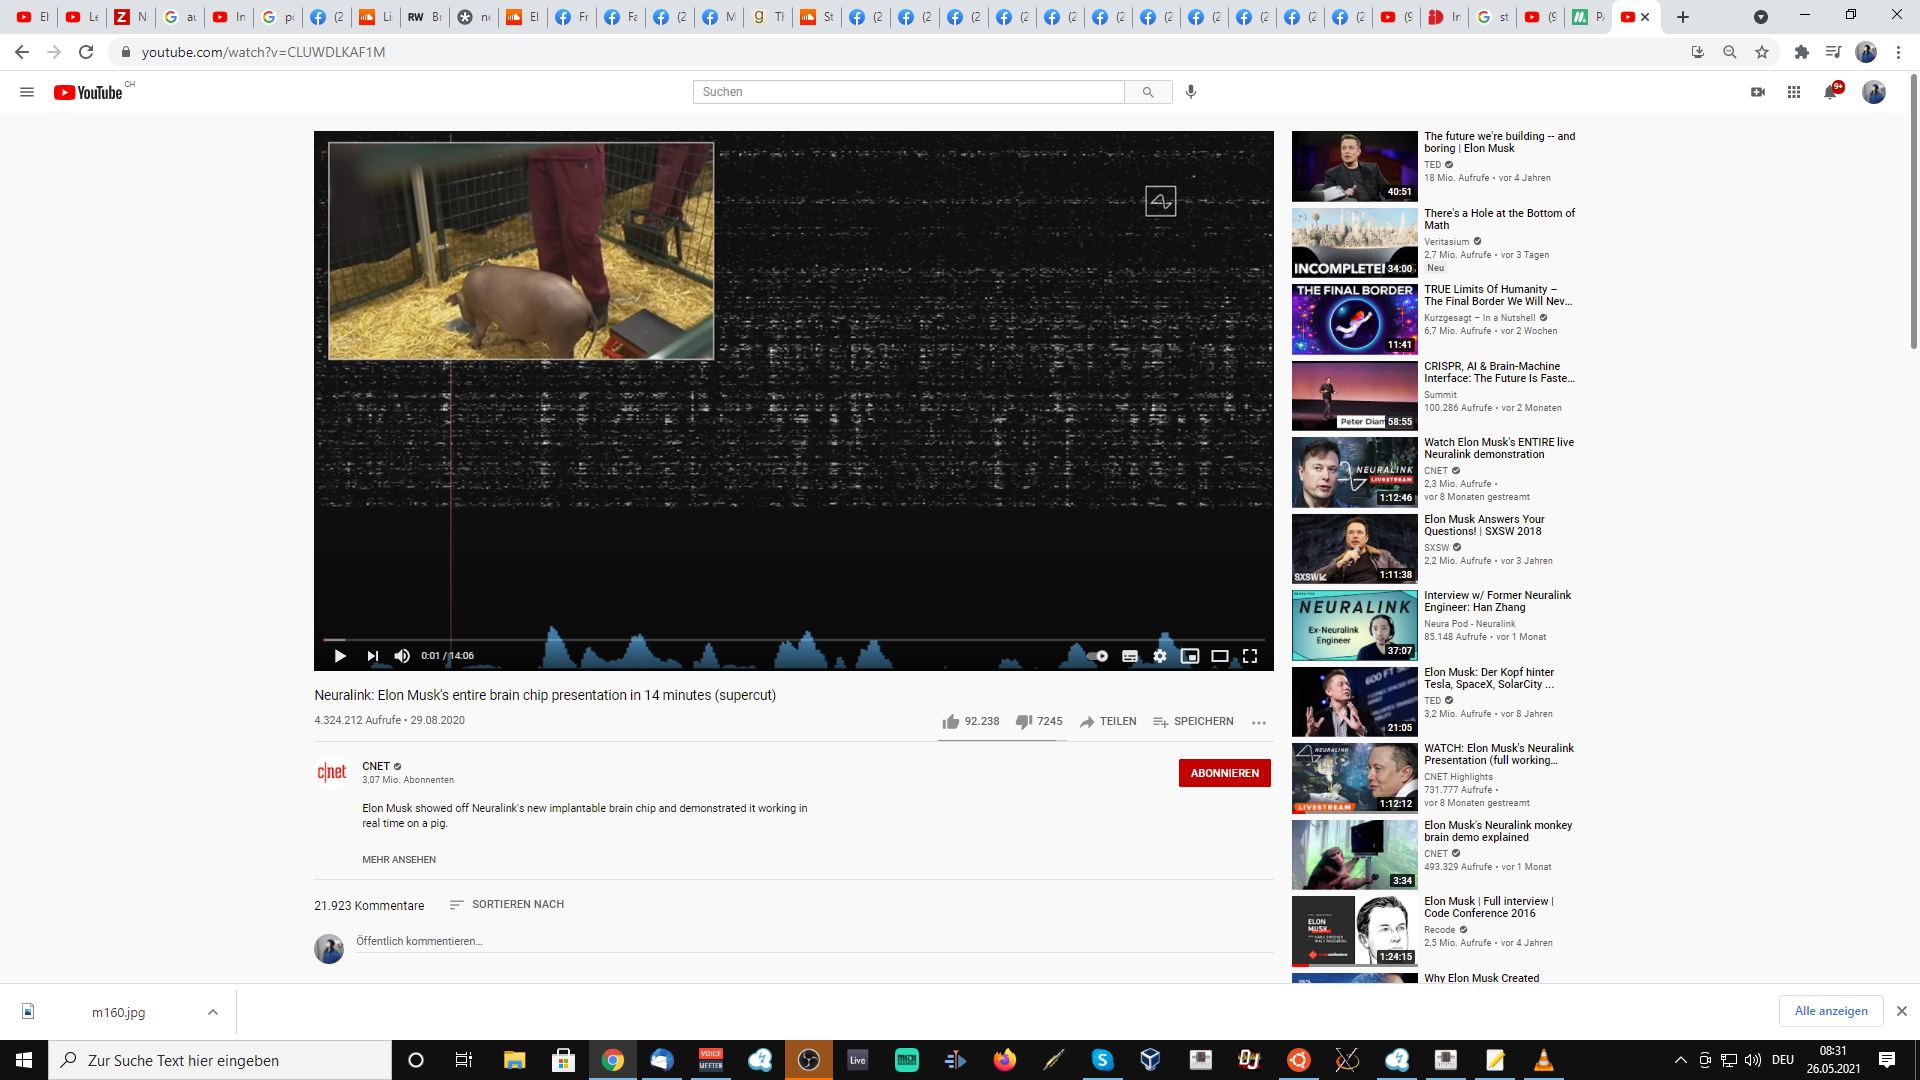 youtube.com/watch?v=CLUWDLKAF1M
YouTube CH
Suchen
9+
0:01 / 14:06
Neuralink: Elon Musk's entire brain chip presentation in 14 minutes (supercut)
4.324.212 Aufrufe • 29.08.2020
92.238
7245
TEILEN
SPEICHERN
c|net
CNET
3,07 Mio. Abonnenten
ABONNIEREN
Elon Musk showed off Neuralink's new implantable brain chip and demonstrated it working in
real time on a pig.
MEHR ANSEHEN
21.923 Kommentare
SORTIEREN NACH
Öffentlich kommentieren...
40:51
The future we're building -- and
boring | Elon Musk
TED
18 Mio. Aufrufe • vor 4 Jahren
INCOMPLETE
34:00
There's a Hole at the Bottom of
Math
Veritasium
2,7 Mio. Aufrufe • vor 3 Tagen
Neu
THE FINAL BORDER
11:41
TRUE Limits Of Humanity –
The Final Border We Will Nev...
Kurzgesagt – In a Nutshell
6,7 Mio. Aufrufe • vor 2 Wochen
Peter Diam
58:55
CRISPR, AI & Brain-Machine
Interface: The Future Is Faste...
Summit
100.286 Aufrufe • vor 2 Monaten
NEURALINK
LIVESTREAM
1:12:46
Watch Elon Musk's ENTIRE live
Neuralink demonstration
CNET
2,3 Mio. Aufrufe •
vor 8 Monaten gestreamt
SXSW
1:11:38
Elon Musk Answers Your
Questions! | SXSW 2018
SXSW
2,2 Mio. Aufrufe • vor 3 Jahren
NEURALINK
Ex-Neuralink
Engineer
37:07
Interview w/ Former Neuralink
Engineer: Han Zhang
Neura Pod - Neuralink
85.148 Aufrufe • vor 1 Monat
600 FT
21:05
Elon Musk: Der Kopf hinter
Tesla, SpaceX, SolarCity ...
TED
3,2 Mio. Aufrufe • vor 8 Jahren
NEURALINK
LIVESTREAM
1:12:12
WATCH: Elon Musk's Neuralink
Presentation (full working...
CNET Highlights
731.777 Aufrufe •
vor 8 Monaten gestreamt
3:34
Elon Musk's Neuralink monkey
brain demo explained
CNET
493.329 Aufrufe • vor 1 Monat
ELON
MUSK
1:24:15
Elon Musk | Full interview |
Code Conference 2016
Recode
2,5 Mio. Aufrufe • vor 4 Jahren
Why Elon Musk Created
m160.jpg
Alle anzeigen
Zur Suche Text hier eingeben
VOICE
MEETER
Live
MIDI
DEU
08:31
26.05.2021